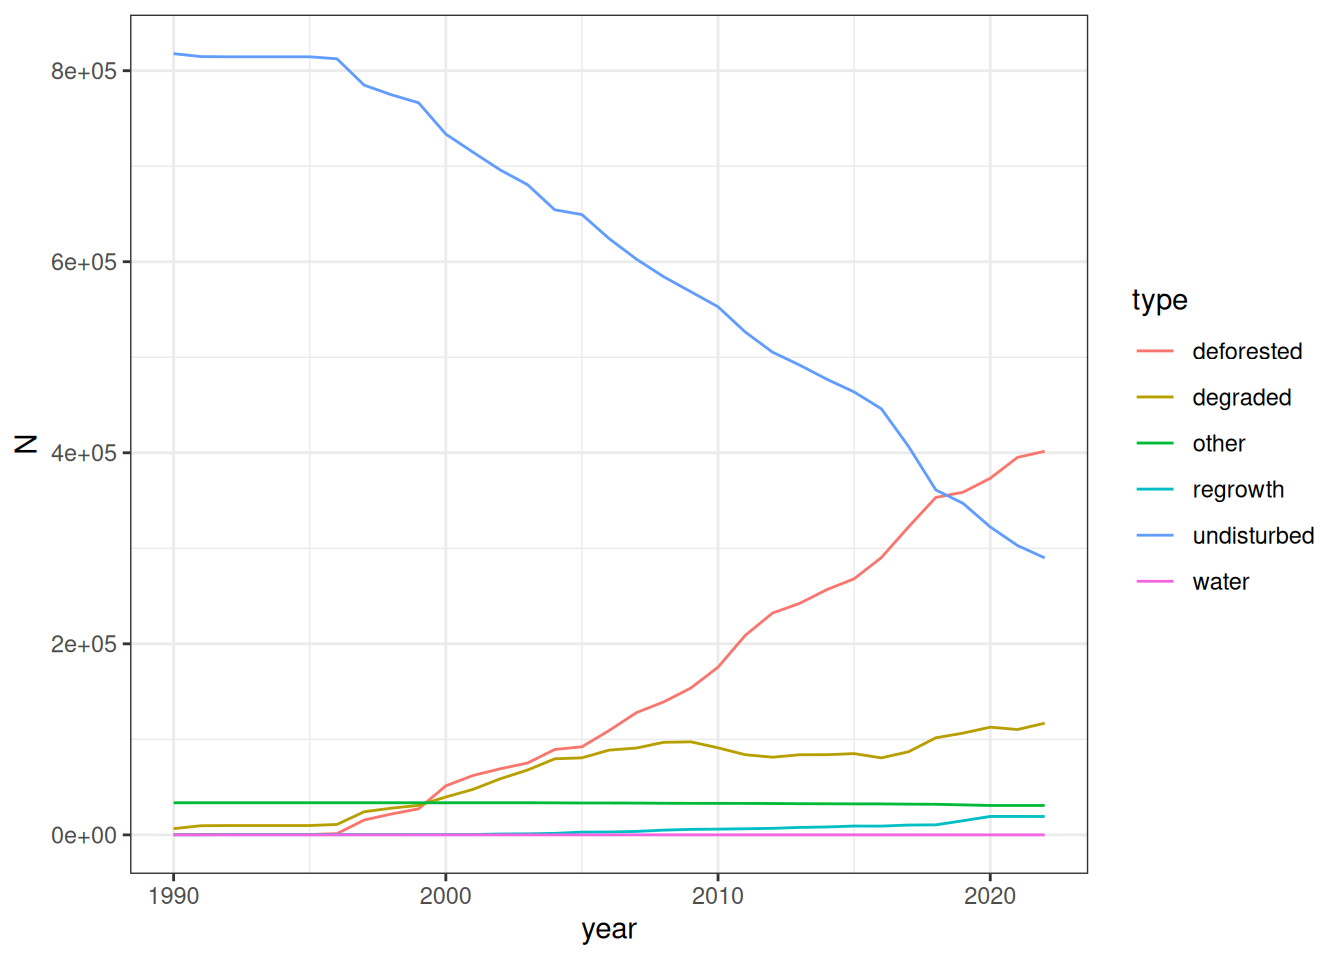 8e+05
6e+05
4e+05
2e+05
0e+00
N
1990 2000 2010 2020
year
type
deforested
degraded
other
regrowth
undisturbed
water